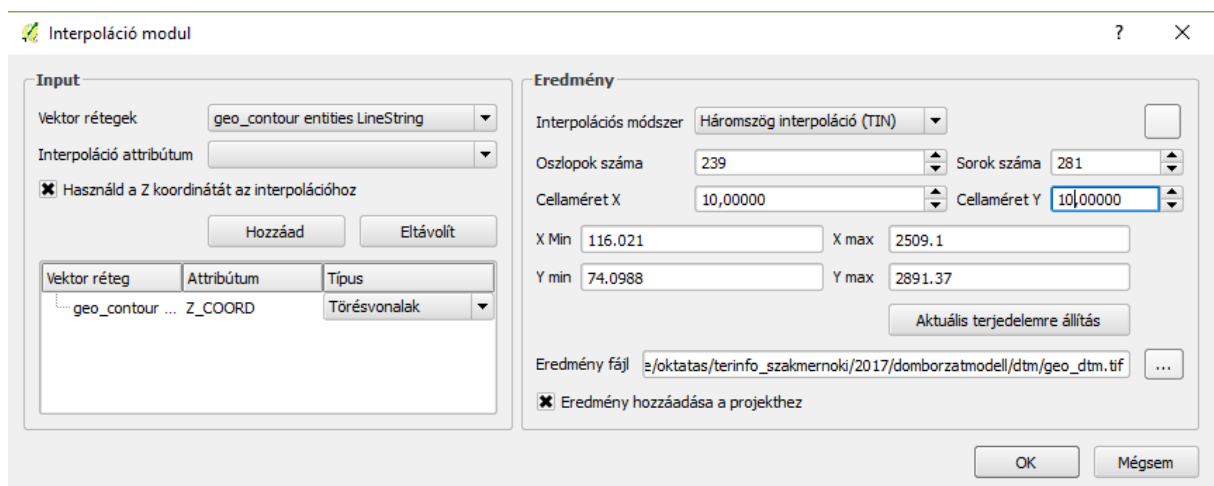 Interpoláció modul
?
Input
Vektor rétegek
geo_contour entities LineString
Interpoláció attribútum
Használd a Z koordinátát az interpolációhoz
Hozzáad
Eltávolít
Vektor réteg Attribútum Típus
geo_contour ... Z_COORD Törésvonalak
Eredmény
Interpolációs módszer Háromszög interpoláció (TIN)
Oszlopok száma 239 Sorok száma 281
Cellaméret X 10,00000 Cellaméret Y 10,00000
X Min 116.021 X max 2509.1
Y min 74.0988 Y max 2891.37
Aktuális terjedelemre állítás
Eredmény fájl e/oktatas/terinfo_szakmernoki/2017/domborzatmodell/dtm/geo_dtm.tif ...
Eredmény hozzáadása a projekthez
OK Mégsem